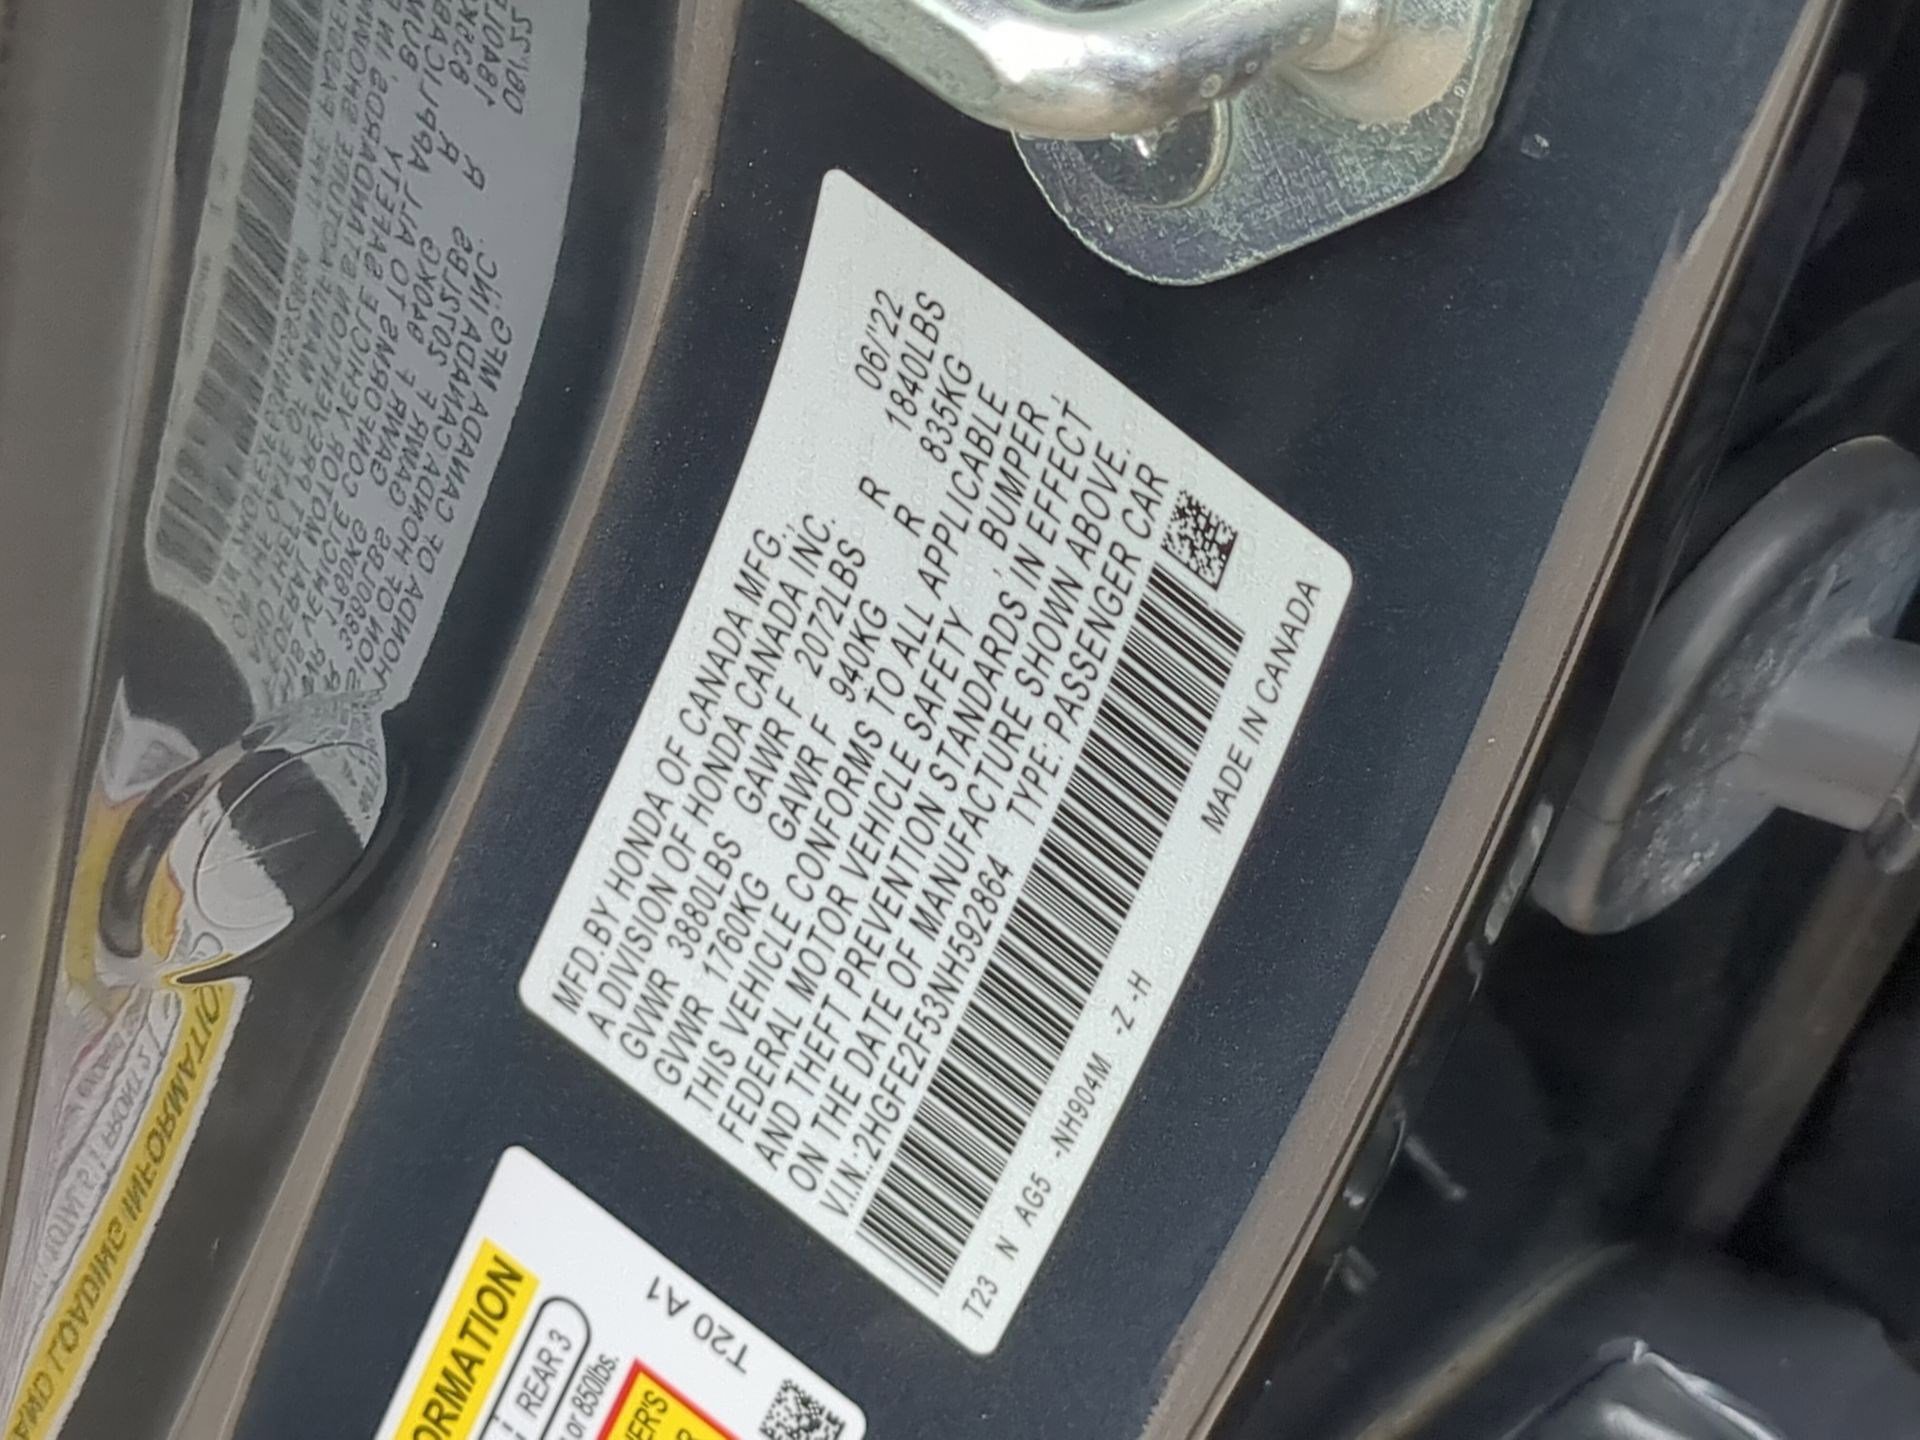 MFD.BY HONDA OF CANADA MFG.,
A DIVISION OF HONDA CANADA INC.
06/'22
GVWR 3880LBS GAWR F 2072LBS R 1840LBS
GVWR 1760KG GAWR F 940KG R 835KG
THIS VEHICLE CONFORMS TO ALL APPLICABLE
FEDERAL MOTOR VEHICLE SAFETY , BUMPER ,
AND THEFT PREVENTION STANDARDS IN EFFECT
ON THE DATE OF MANUFACTURE SHOWN ABOVE.
V.I.N.:2HGFE2F53NH592864 TYPE: PASSENGER CAR
T23 N AG5 -NH904M -Z -H
MADE IN CANADA
ORMATION
REAR 3
or 850lbs.
T20 A1